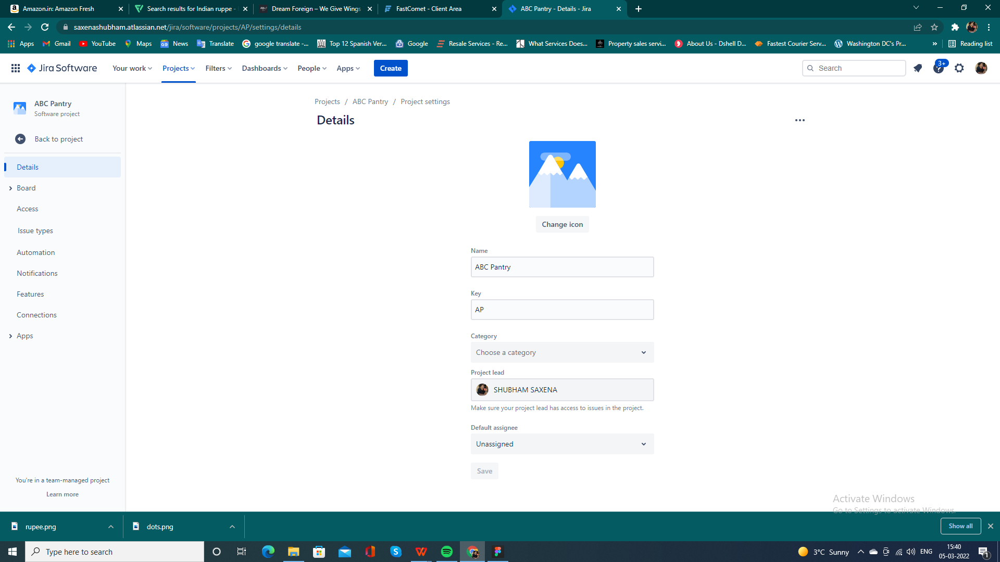 Amazon.in: Amazon Fresh
Search results for Indian ruppe -
Dream Foreign – We Give Wings
FastComet - Client Area
ABC Pantry - Details - Jira
saxenashubham.atlassian.net/jira/software/projects/AP/settings/details
Apps
Gmail
YouTube
Maps
News
Translate
google translate -...
Top 12 Spanish Ver...
Google
Resale Services - Re...
What Services Does...
Property sales servi...
About Us - Dshell D...
Fastest Courier Serv...
Washington DC's Pr...
»
Reading list
Jira Software
Your work
Projects
Filters
Dashboards
People
Apps
Create
Search
3+
ABC Pantry
Software project
Back to project
Details
Board
Access
Issue types
Automation
Notifications
Features
Connections
Apps
You're in a team-managed project
Learn more
Projects / ABC Pantry / Project settings
Details
Change icon
Name
ABC Pantry
Key
AP
Category
Choose a category
Project lead
SHUBHAM SAXENA
Make sure your project lead has access to issues in the project.
Default assignee
Unassigned
Save
Activate Windows
Go to Settings to activate Windows.
rupee.png
dots.png
Show all
Type here to search
3°C Sunny
ENG
15:40
05-03-2022
1